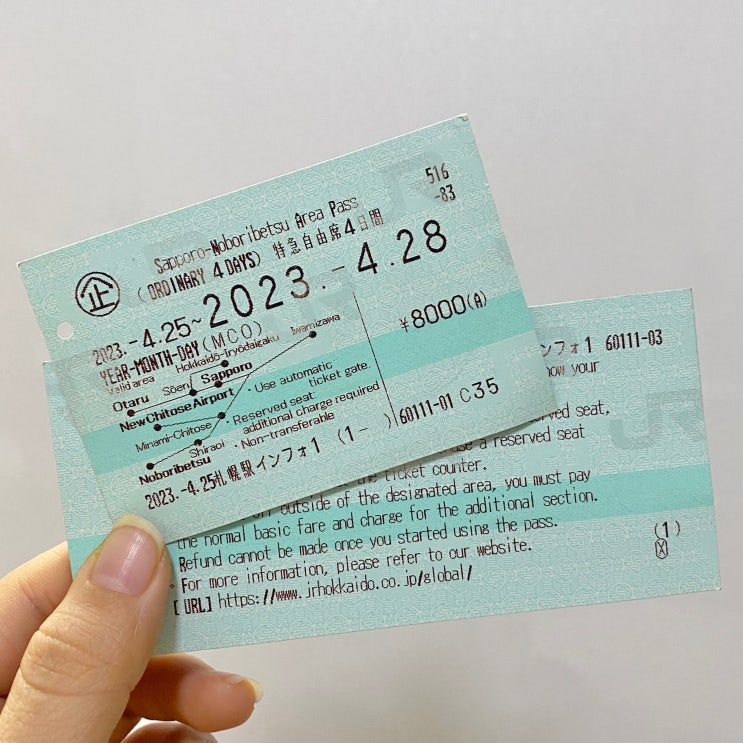 516
-83
Sapporo-Noboribetsu Area Pass
( ORDINARY 4 DAYS) 特急自由席4日間
企
2023.-4.25~2023.-4.28
YEAR-MONTH-DAY(MCO)
¥8000(A)
Valid area
Hokkaido-Iryodaigaku
Iwamizawa
Otaru
Soen
Sapporo
New Chitose Airport
Minami-Chitose
Shiraoi
Noboribetsu
・Use automatic
ticket gate.
・Reserved seat:
additional charge required
・Non-transferable
2023.-4.25札幌駅インフォ1 (1- ) 60111-01 C35
ンフォ1 60111-03
how your
reserved seat,
a reserved seat
the ticket counter.
outside of the designated area, you must pay
the normal basic fare and charge for the additional section.
Refund cannot be made once you started using the pass.
・For more information, please refer to our website.
[ URL] https://www.jrhokkaido.co.jp/global/
(1)
JR